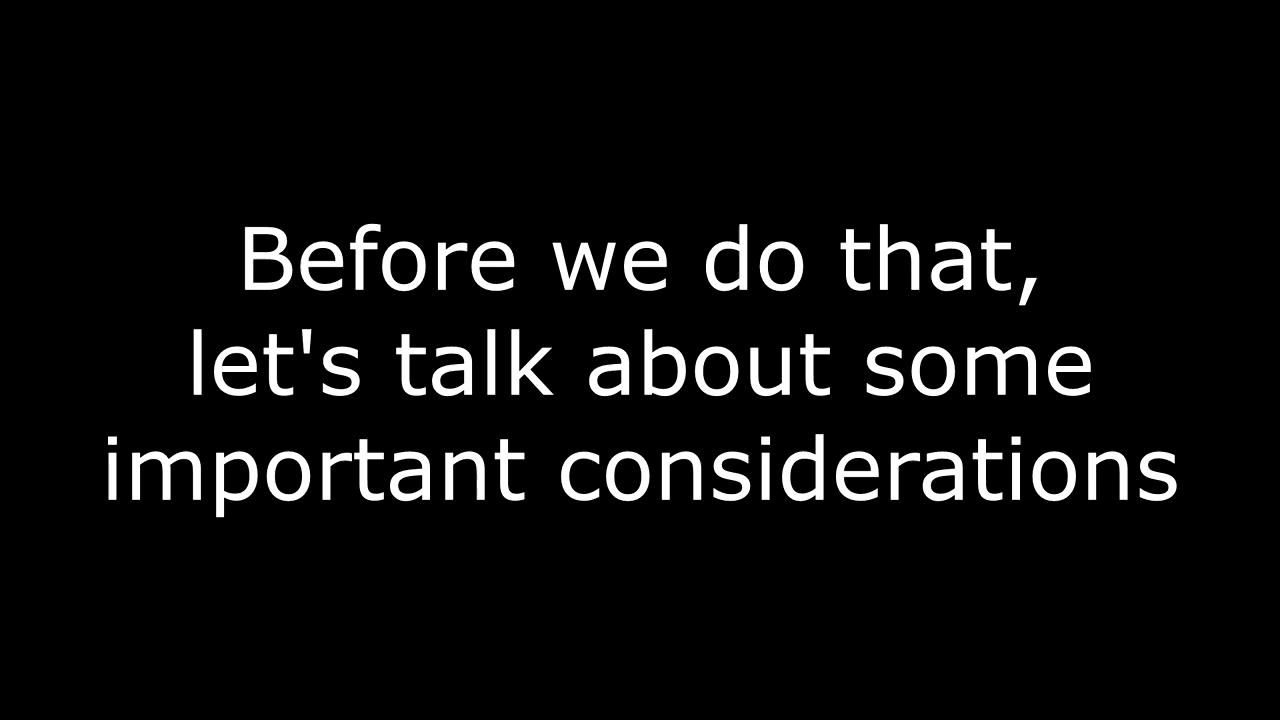 Before we do that,
let's talk about some
important considerations